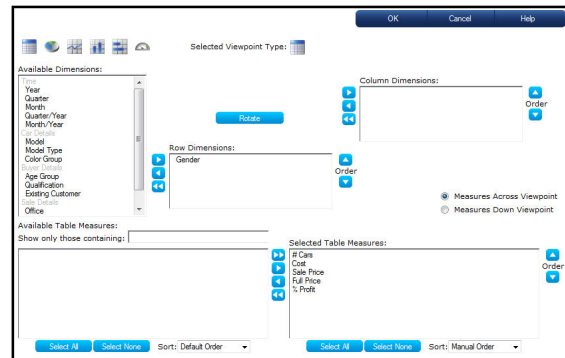 OK Cancel Help
Selected Viewpoint Type:
Available Dimensions:
Time
Year
Quarter
Month
Quarter/Year
Month/Year
Car Details
Model
Model Type
Color Group
Buyer Details
Age Group
Qualification
Existing Customer
Sale Details
Office
Rotate
Column Dimensions:
Order
Row Dimensions:
Gender
Order
Measures Across Viewpoint
Measures Down Viewpoint
Available Table Measures:
Show only those containing:
Selected Table Measures:
# Cars
Cost
Sale Price
Full Price
% Profit
Order
Select All Select None Sort: Default Order
Select All Select None Sort: Manual Order